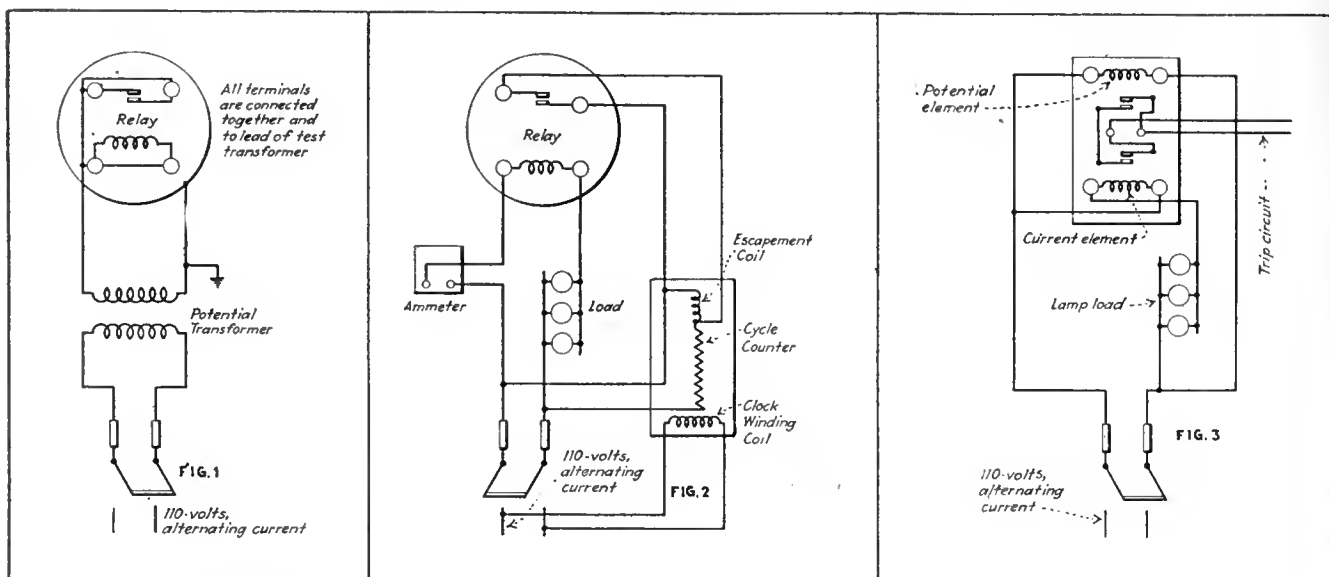 All terminals
are connected
together and
to lead of test
transformer
Relay
Potential
Transformer
FIG.1
110-volts,
alternating current
Relay
Ammeter
Load
Escapement
Coil
Cycle
Counter
Clock
Winding
Coil
110-volts,
alternating
current
FIG.2
Potential
element
Current element
Trip circuit
Lamp load
FIG.3
110-volts,
alternating
current